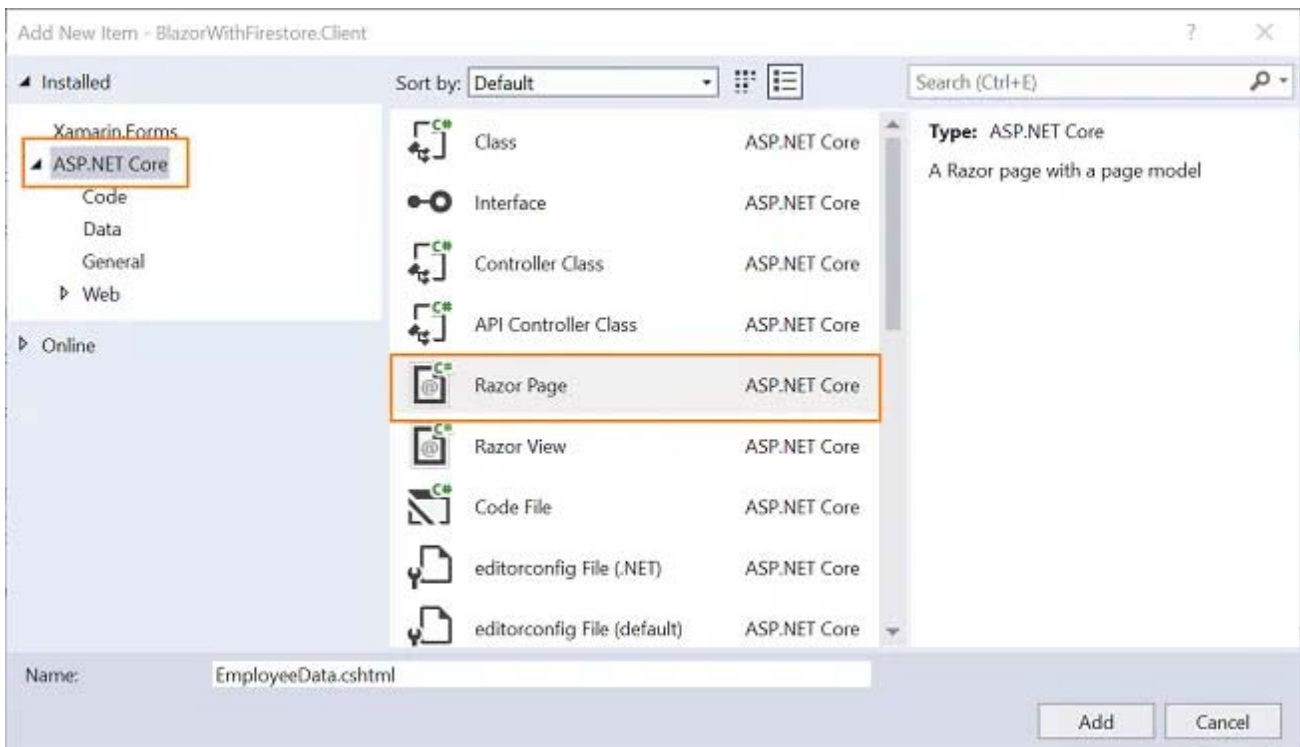 Add New Item - BlazorWithFirestore.Client ?
Installed
Xamarin.Forms
ASP.NET Core
Code
Data
General
Web
Online
Sort by: Default
Class ASP.NET Core
Interface ASP.NET Core
Controller Class ASP.NET Core
API Controller Class ASP.NET Core
Razor Page ASP.NET Core
Razor View ASP.NET Core
Code File ASP.NET Core
editorconfig File (.NET) ASP.NET Core
editorconfig File (default) ASP.NET Core
Search (Ctrl+E)
Type: ASP.NET Core
A Razor page with a page model
Name: EmployeeData.cshtml
Add Cancel